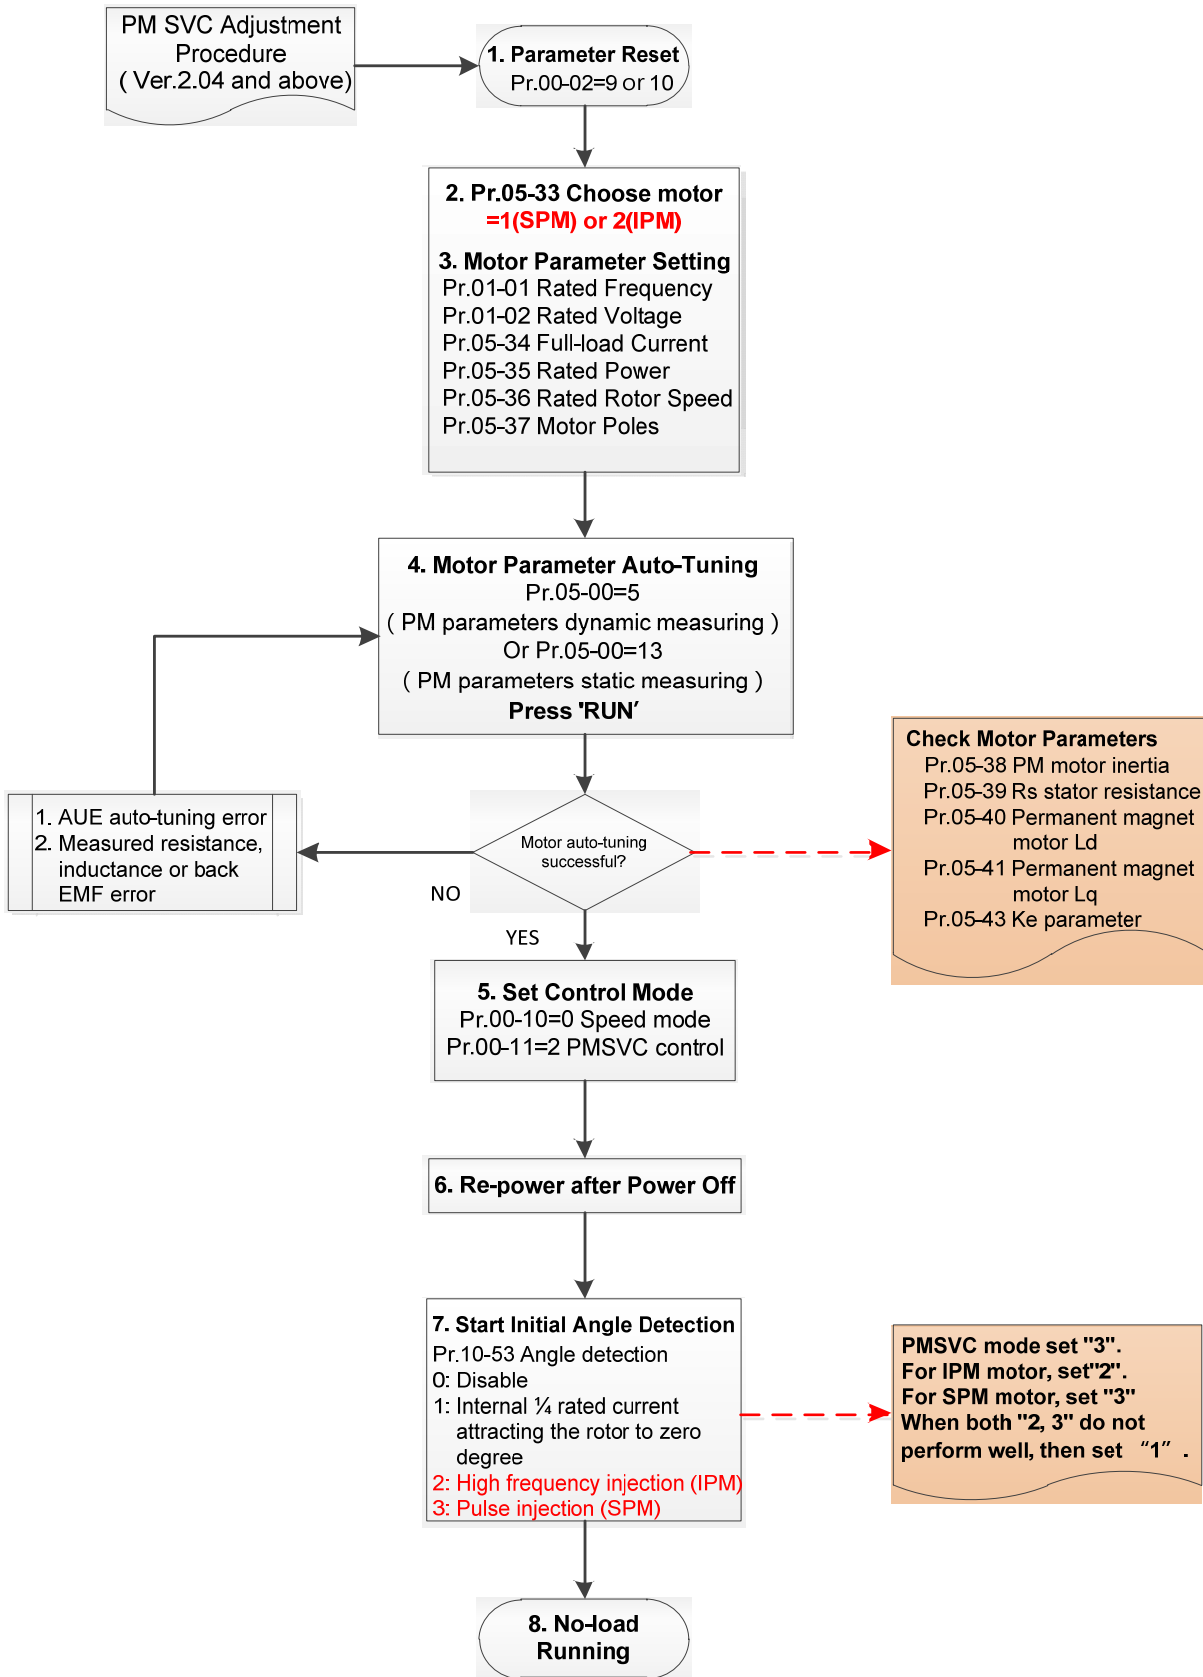 PM SVC Adjustment
Procedure
( Ver.2.04 and above)
1. Parameter Reset
Pr.00-02=9 or 10
2. Pr.05-33 Choose motor
=1(SPM) or 2(IPM)
3. Motor Parameter Setting
Pr.01-01 Rated Frequency
Pr.01-02 Rated Voltage
Pr.05-34 Full-load Current
Pr.05-35 Rated Power
Pr.05-36 Rated Rotor Speed
Pr.05-37 Motor Poles
4. Motor Parameter Auto-Tuning
Pr.05-00=5
( PM parameters dynamic measuring )
Or Pr.05-00=13
( PM parameters static measuring )
Press 'RUN'
Motor auto-tuning
successful?
NO
YES
1. AUE auto-tuning error
2. Measured resistance,
inductance or back
EMF error
Check Motor Parameters
Pr.05-38 PM motor inertia
Pr.05-39 Rs stator resistance
Pr.05-40 Permanent magnet
motor Ld
Pr.05-41 Permanent magnet
motor Lq
Pr.05-43 Ke parameter
5. Set Control Mode
Pr.00-10=0 Speed mode
Pr.00-11=2 PMSVC control
6. Re-power after Power Off
7. Start Initial Angle Detection
Pr.10-53 Angle detection
0: Disable
1: Internal ¼ rated current
attracting the rotor to zero
degree
2: High frequency injection (IPM)
3: Pulse injection (SPM)
PMSVC mode set "3".
For IPM motor, set"2".
For SPM motor, set "3"
When both "2, 3" do not
perform well, then set “1” .
8. No-load
Running